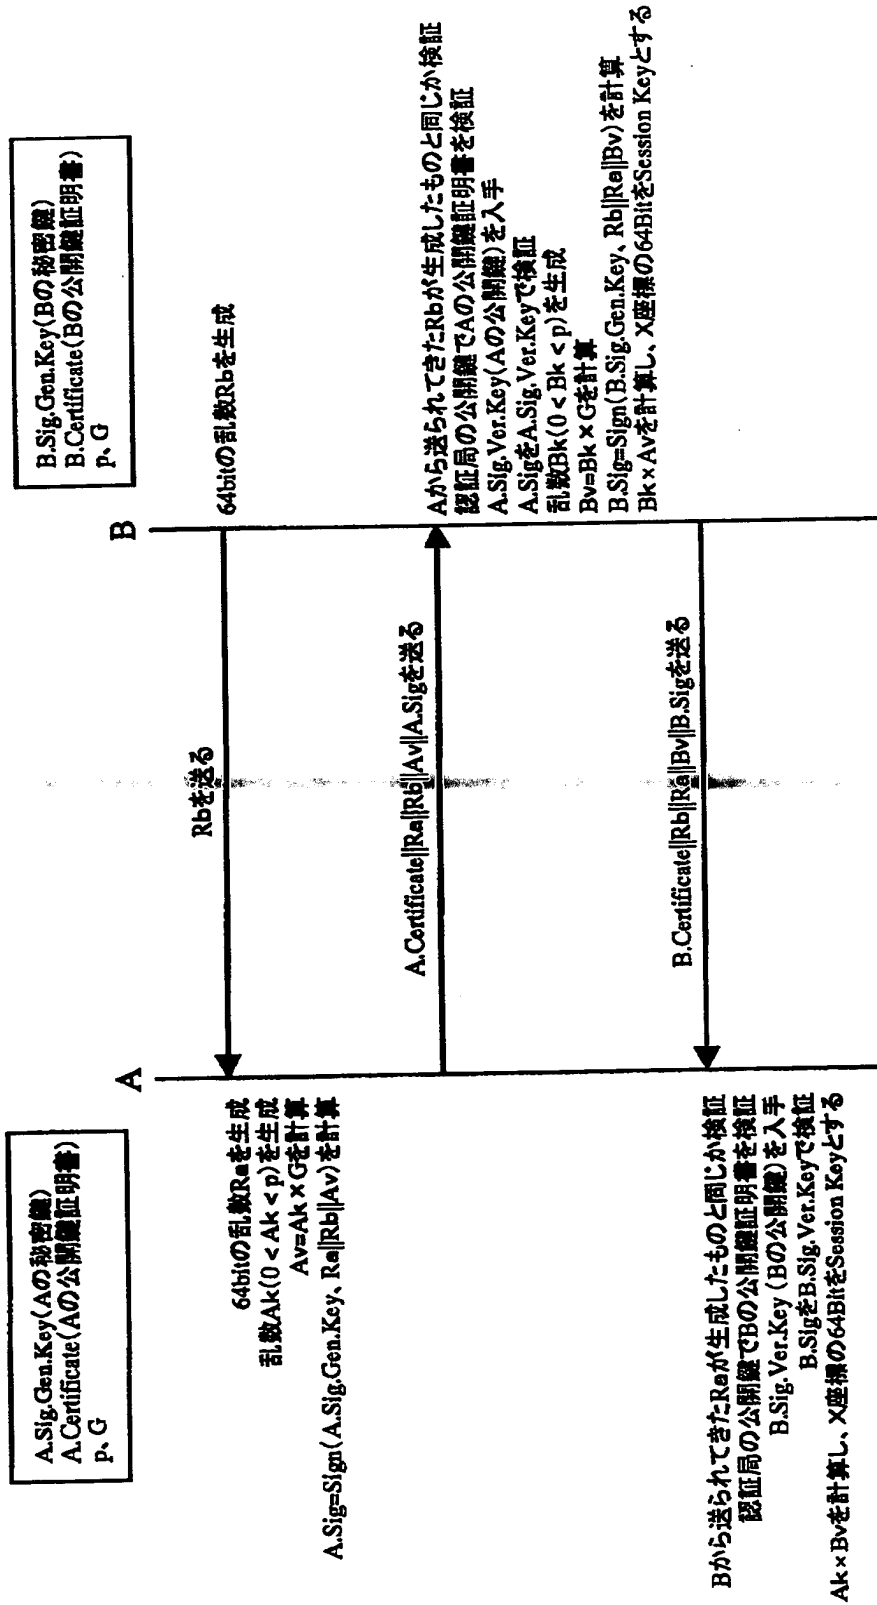 A.Sig.Gen.Key(Aの秘密鍵)
A.Certificate(Aの公開鍵証明書)
p、G
B.Sig.Gen.Key(Bの秘密鍵)
B.Certificate(Bの公開鍵証明書)
p、G
A
B
64bitの乱数Rbを生成
Rbを送る
64bitの乱数Raを生成
乱数Ak(0 < Ak < p)を生成
Av=Ak×Gを計算
A.Sig=Sign(A.Sig.Gen.Key、Ra||Rb||Av)を計算
A.Certificate||Ra||Rb||Av||A.Sigを送る
Aから送られてきたRbが生成したものと同じか検証
認証局の公開鍵でAの公開鍵証明書を検証
A.Sig.Ver.Key(Aの公開鍵)を入手
A.SigをA.Sig.Ver.Keyで検証
乱数Bk(0 < Bk < p)を生成
Bv=Bk×Gを計算
B.Sig=Sign(B.Sig.Gen.Key、Rb||Ra||Bv)を計算
Bk×Avを計算し、X座標の64BitをSession Keyとする
B.Certificate||Rb||Ra||Bv||B.Sigを送る
Bから送られてきたRaが生成したものと同じか検証
認証局の公開鍵でBの公開鍵証明書を検証
B.Sig.Ver.Key(Bの公開鍵)を入手
B.SigをB.Sig.Ver.Keyで検証
Ak×Bvを計算し、X座標の64BitをSession Keyとする